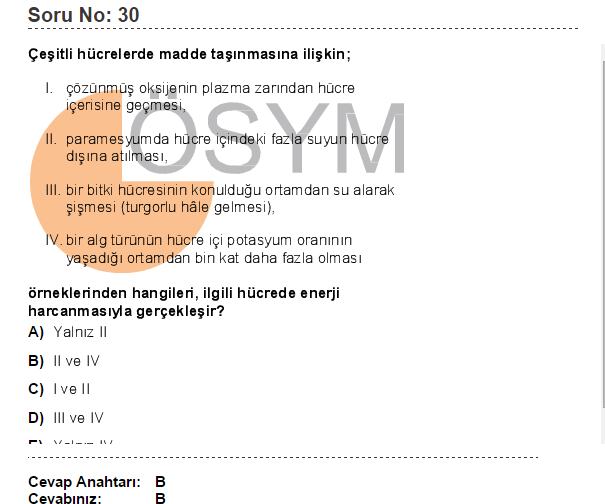 Soru No: 30
Çeşitli hücrelerde madde taşınmasına ilişkin;
I. çözünmüş oksijenin plazma zarından hücre
içerisine geçmesi,
ÖSYM
II. paramesyumda hücre içindeki fazla suyun hücre
dışına atılması,
III. bir bitki hücresinin konulduğu ortamdan su alarak
şişmesi (turgorlu hâle gelmesi),
IV. bir alg türünün hücre içi potasyum oranının
yaşadığı ortamdan bin kat daha fazla olması
örneklerinden hangileri, ilgili hücrede enerji
harcanmasıyla gerçekleşir?
A) Yalnız II
B) II ve IV
C) I ve II
D) III ve IV
Cevap Anahtarı: B
Cevabınız: B